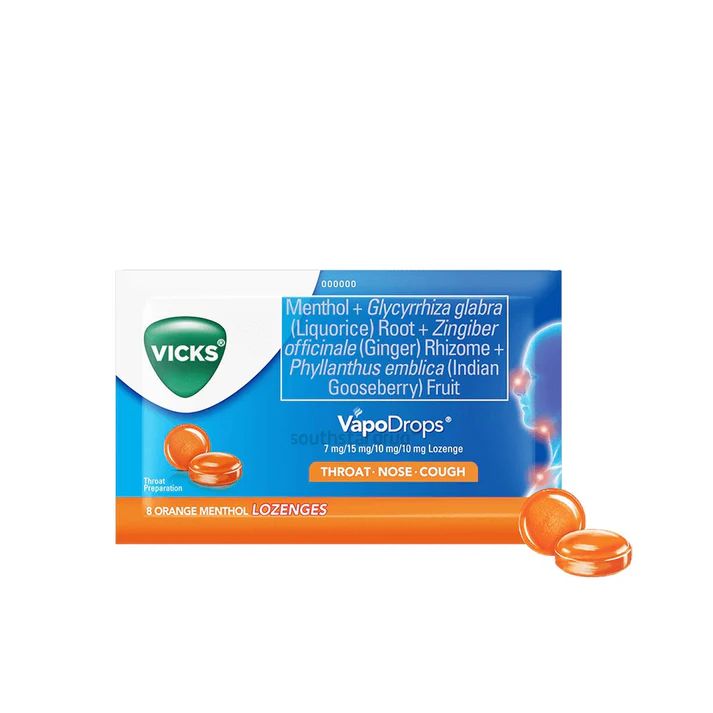 000000
Menthol + Glycyrrhiza glabra
(Liquorice) Root + Zingiber
officinale (Ginger) Rhizome +
Phyllanthus emblica (Indian
Gooseberry) Fruit
VICKS®
VapoDrops®
7 mg/15 mg/10 mg/10 mg Lozenge
THROAT · NOSE · COUGH
Throat
Preparation
8 ORANGE MENTHOL LOZENGES